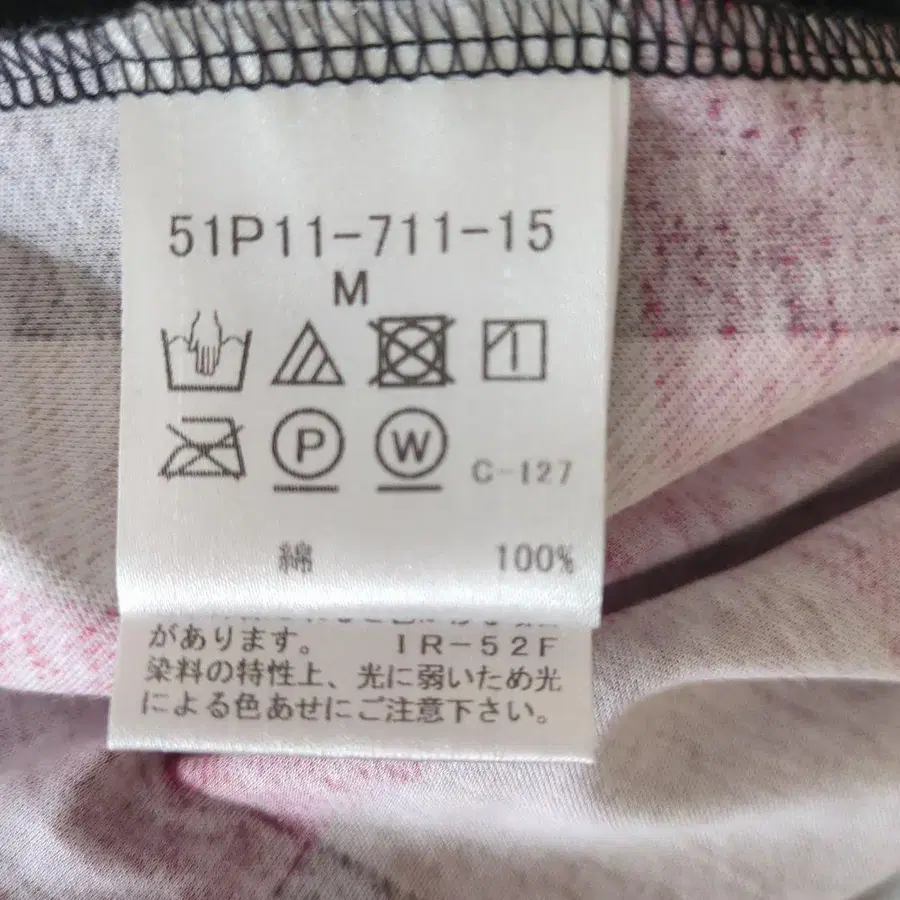 51P11-711-15
M
P W C-127
綿 100%
があります。 IR-52F
染料の特性上、光に弱いため光
による色あせにご注意下さい。